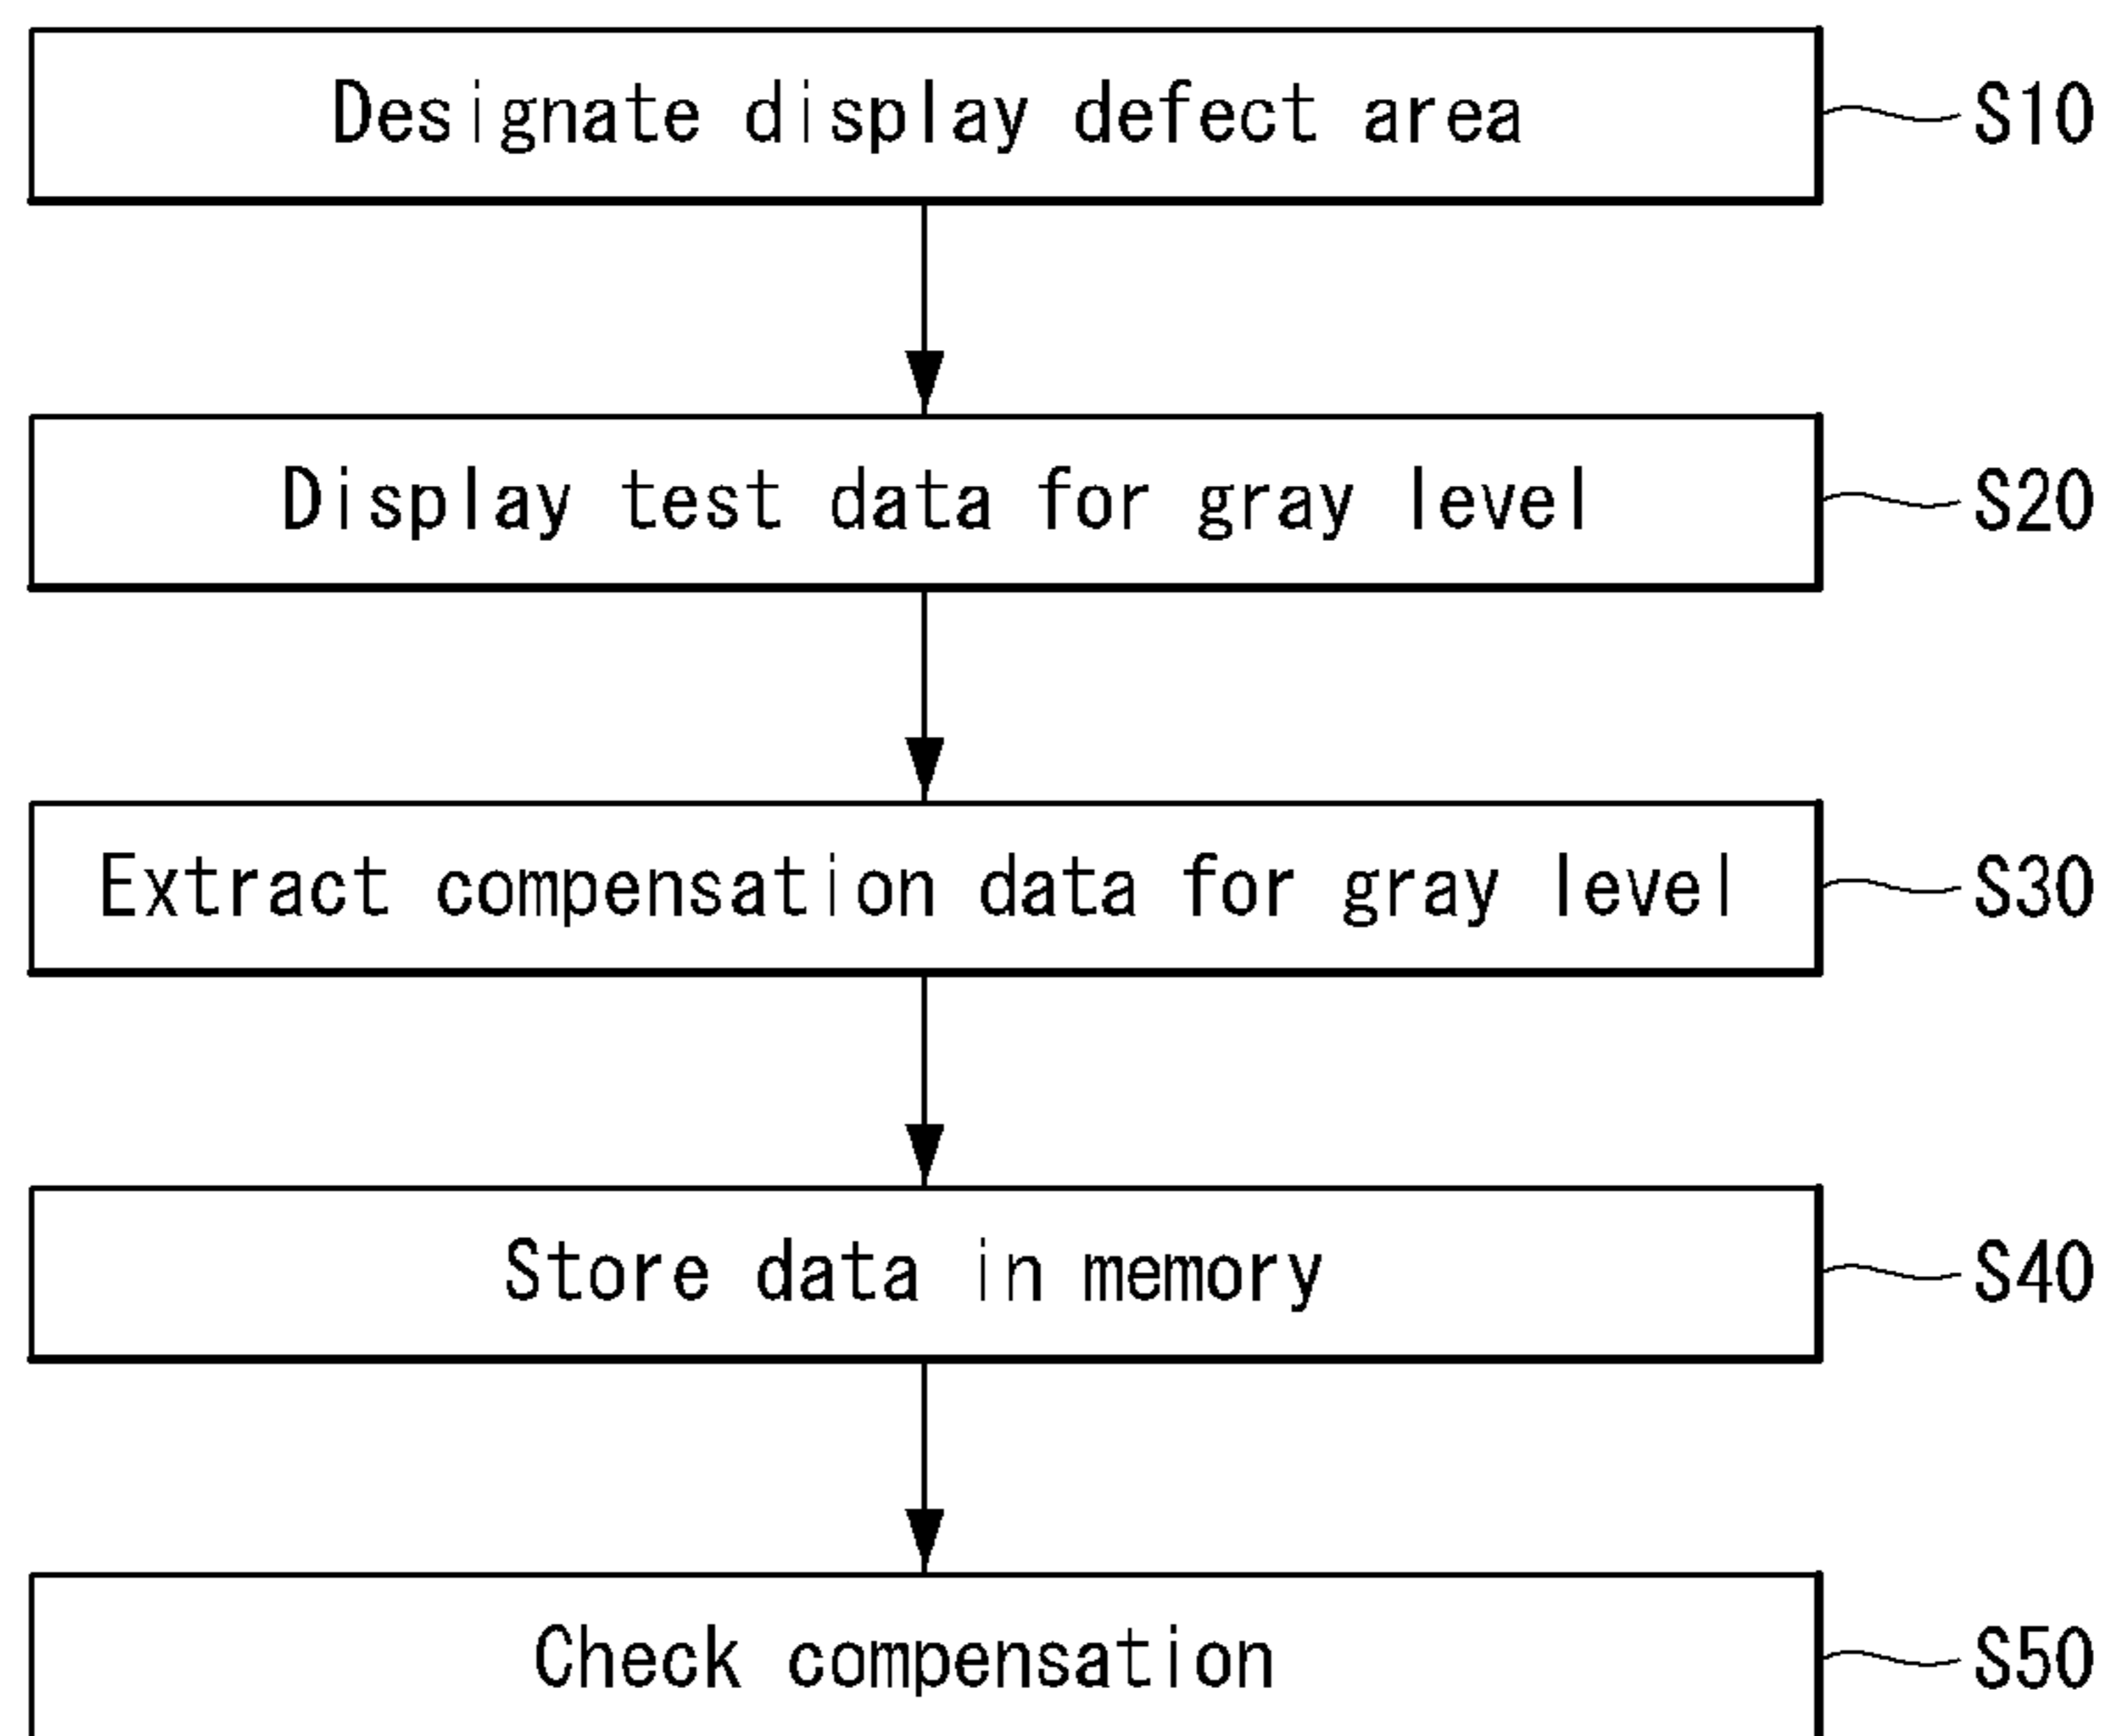 Designate display defect area S10
Display test data for gray level S20
Extract compensation data for gray level S30
Store data in memory S40
Check compensation S50